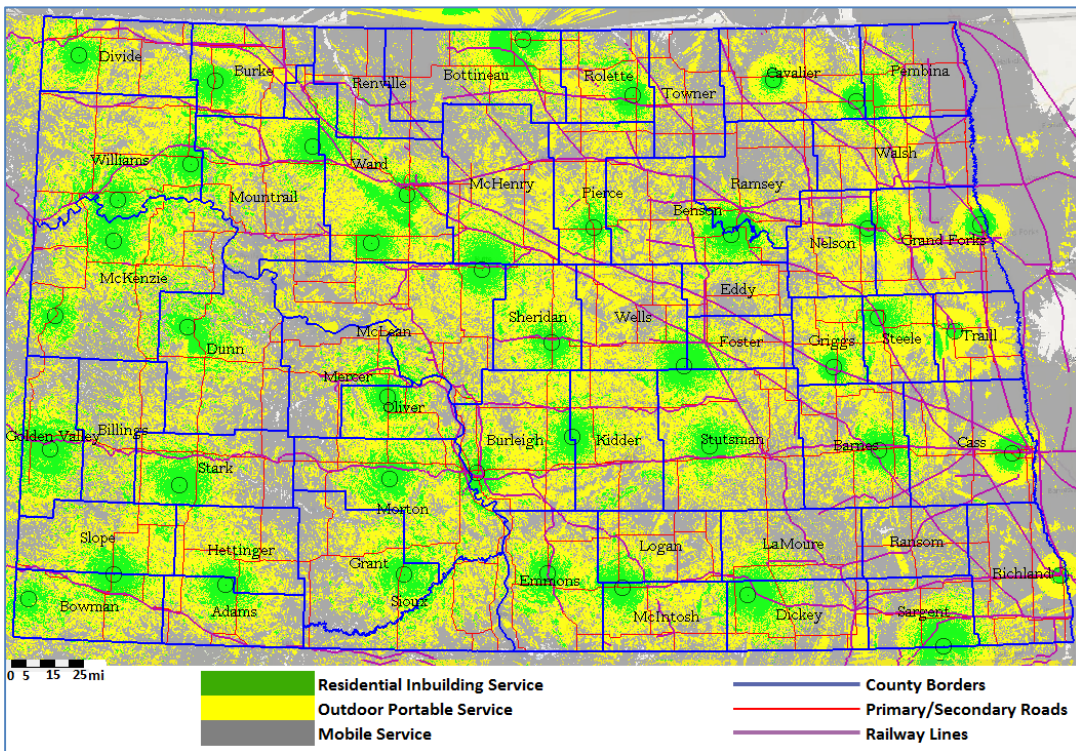 Divide
Burke
Renville
Bottineau
Rolette
Towner
Cavalier
Pembina
Williams
Mountrail
Ward
McHenry
Pierce
Ramsey
Benson
Walsh
Nelson
Grand Forks
McKenzie
Dunn
McLean
Mercer
Oliver
Sheridan
Wells
Eddy
Foster
Griggs
Steele
Traill
Golden Valley
Billings
Stark
Burleigh
Kidder
Stutsman
Barnes
Cass
Morton
Slope
Hettinger
Grant
Sioux
Emmons
Logan
LaMoure
Ransom
Richland
Bowman
Adams
McIntosh
Dickey
Sargent
0 5 15 25 mi
Residential Inbuilding Service
Outdoor Portable Service
Mobile Service
County Borders
Primary/Secondary Roads
Railway Lines